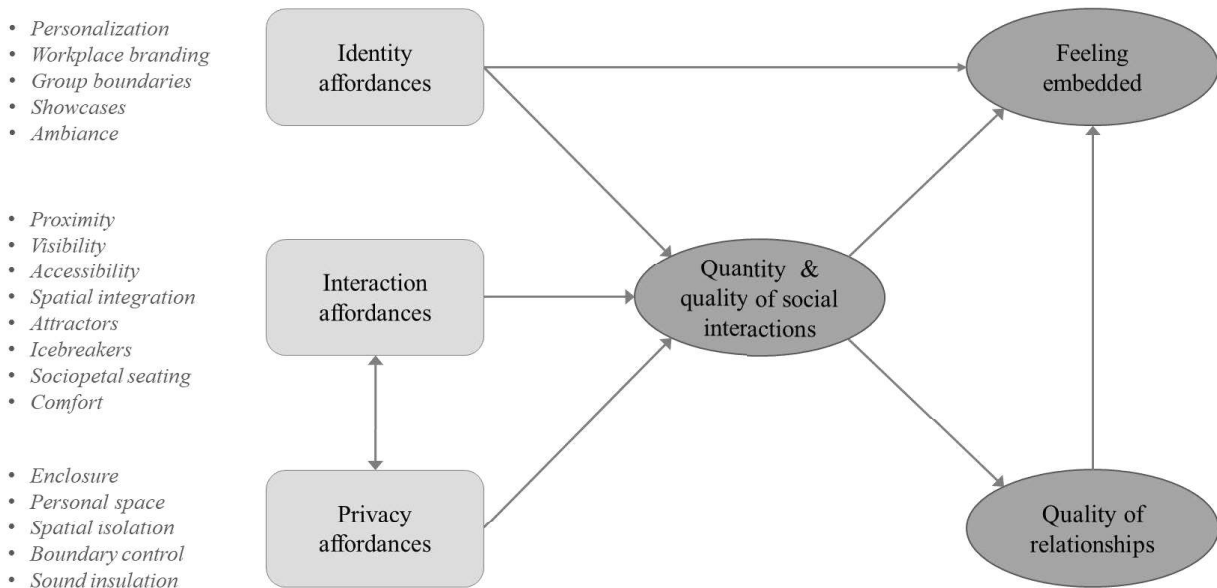 • Personalization
• Workplace branding
• Group boundaries
• Showcases
• Ambiance
Identity
affordances
Feeling
embedded
• Proximity
• Visibility
• Accessibility
• Spatial integration
• Attractors
• Icebreakers
• Sociopetal seating
• Comfort
Interaction
affordances
Quantity &
quality of social
interactions
• Enclosure
• Personal space
• Spatial isolation
• Boundary control
• Sound insulation
Privacy
affordances
Quality of
relationships